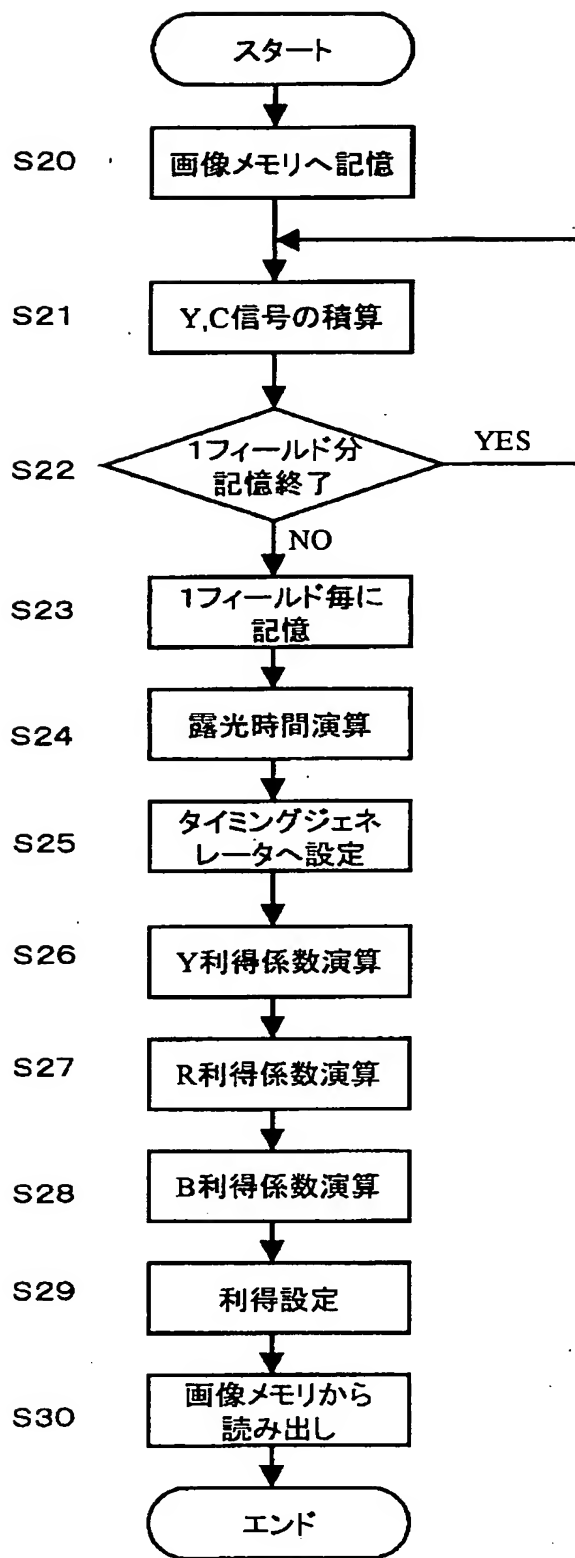 スタート
S20
画像メモリへ記憶
S21
Y,C信号の積算
S22
1フィールド分
記憶終了
YES
NO
S23
1フィールド毎に
記憶
S24
露光時間演算
S25
タイミングジェネ
レータへ設定
S26
Y利得係数演算
S27
R利得係数演算
S28
B利得係数演算
S29
利得設定
S30
画像メモリから
読み出し
エンド